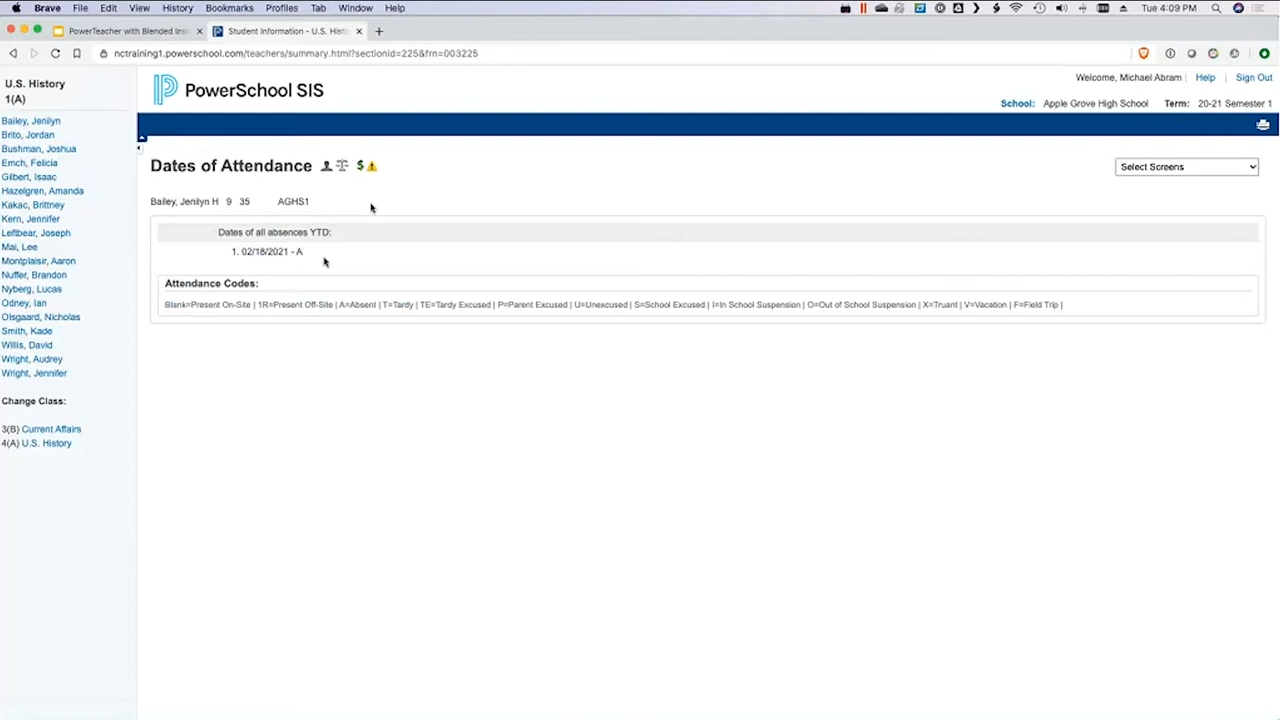 Brave File Edit View History Bookmarks Profiles Tab Window Help Tue 4:09 PM
PowerTeacher with Blended Inst Student Information - U.S. Hist
nctraining1.powerschool.com/teachers/summary.html?sectionid=225&frn=003225
U.S. History
1(A)
Bailey, Jenilyn
Brito, Jordan
Bushman, Joshua
Emch, Felicia
Gilbert, Isaac
Hazelgren, Amanda
Kakac, Brittney
Kern, Jennifer
Leftbear, Joseph
Mai, Lee
Montplaisir, Aaron
Nuffer, Brandon
Nyberg, Lucas
Odney, Ian
Olsgaard, Nicholas
Smith, Kade
Willis, David
Wright, Audrey
Wright, Jennifer
Change Class:
3(B) Current Affairs
4(A) U.S. History
PowerSchool SIS
Welcome, Michael Abram | Help | Sign Out
School: Apple Grove High School Term: 20-21 Semester 1
Dates of Attendance
Select Screens
Bailey, Jenilyn H 9 35 AGHS1
Dates of all absences YTD:
1. 02/18/2021 - A
Attendance Codes:
Blank=Present On-Site | 1R=Present Off-Site | A=Absent | T=Tardy | TE=Tardy Excused | P=Parent Excused | U=Unexcused | S=School Excused | I=In School Suspension | O=Out of School Suspension | X=Truant | V=Vacation | F=Field Trip |